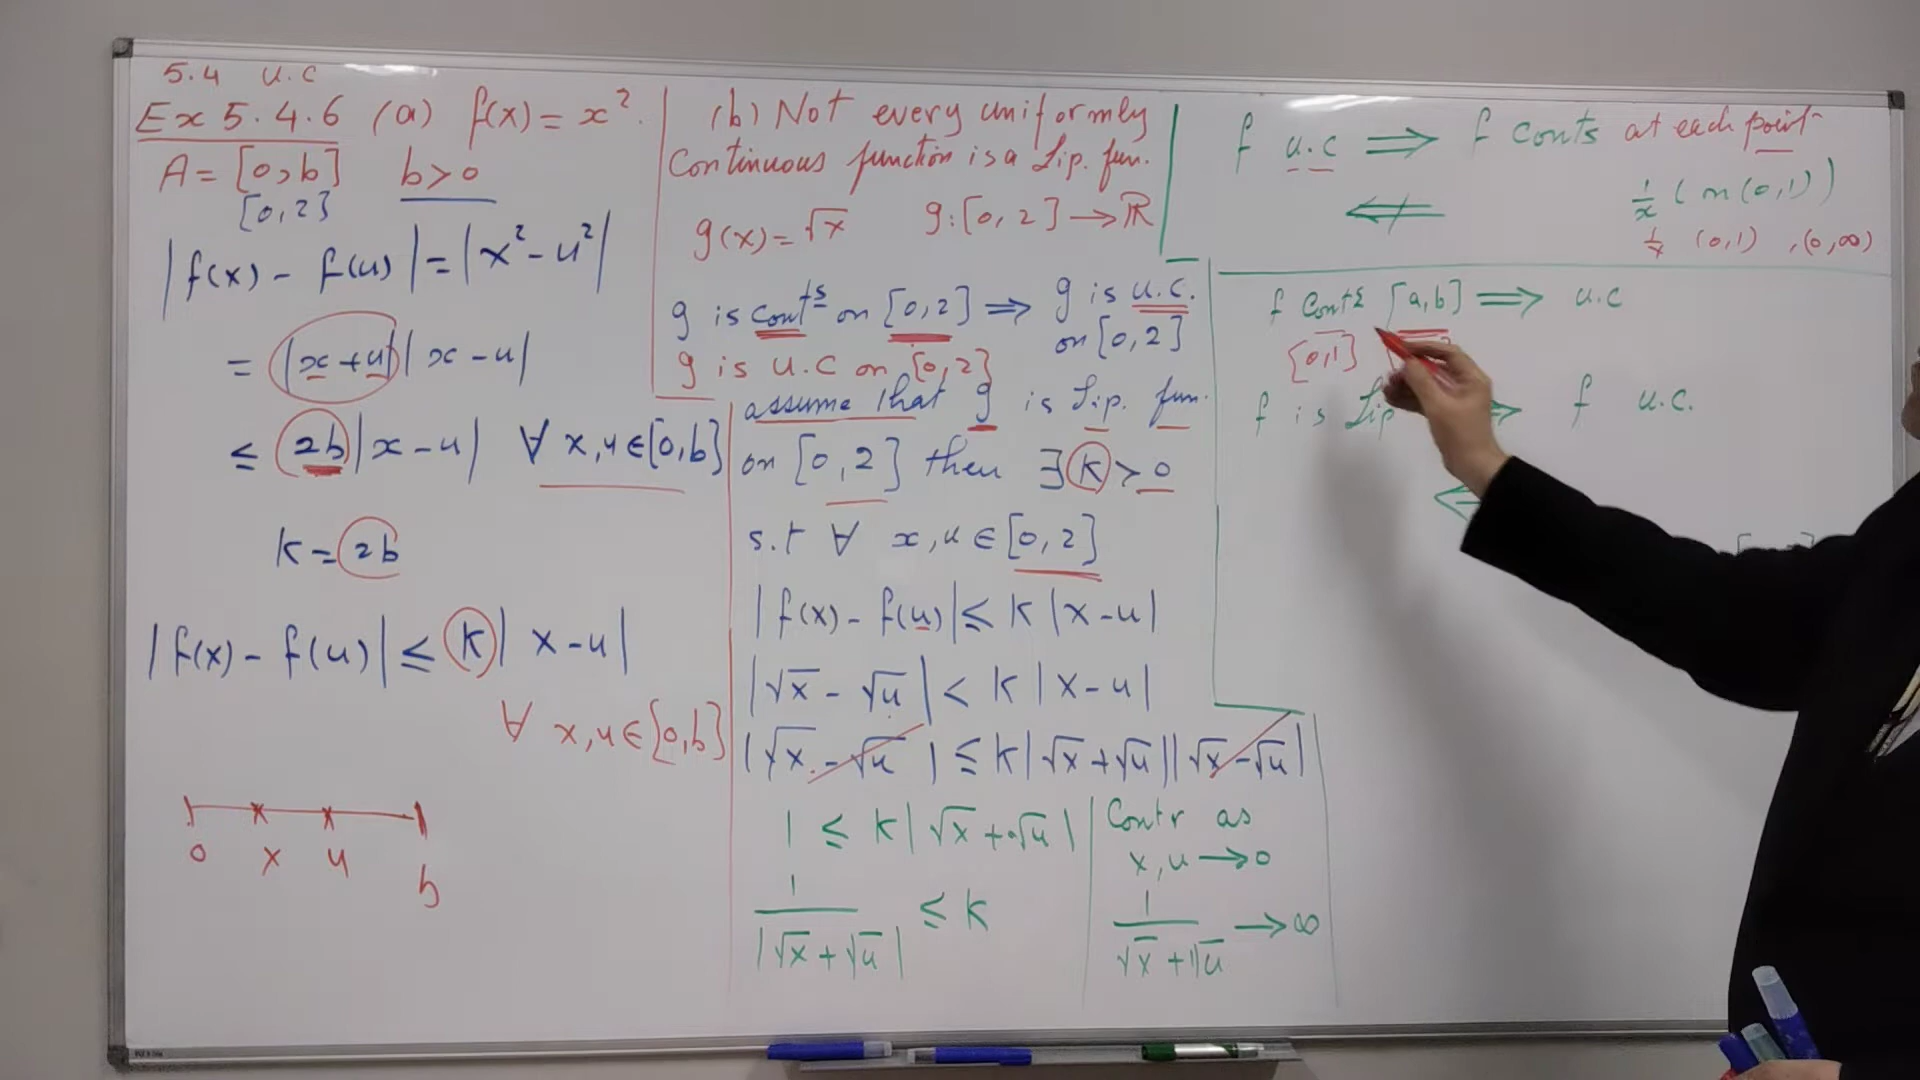 5.4 u.c
Ex 5.4.6 (a) f(x) = x².
A = [0,b] b>0
[0,2]
|f(x) - f(u)| = |x² - u²|
= |x+u||x-u|
≤ 2b|x-u| ∀ x,u∈[0,b]
k = 2b
|f(x) - f(u)| ≤ k| x-u|
∀ x,u∈[0,b]
0 x u b
(b) Not every uniformly
Continuous function is a Lip. fun.
g(x) = √x g:[0,2] → ℝ
g is contˢ on [0,2] ⇒ g is u.c.
on [0,2]
g is u.c on [0,2]
assume that g is Lip. fun.
on [0,2] then ∃ k > 0
s.t ∀ x,u ∈ [0,2]
|f(x) - f(u)| ≤ k |x-u|
|√x - √u| < k |x-u|
|√x - √u| ≤ k|√x+√u||√x-√u|
1 ≤ k|√x+√u|
1/|√x+√u| ≤ k
Contr as
x,u → 0
1/√x+√u → ∞
f u.c ⇒ f conts at each point
⇍
1/x (on (0,1))
1/x (0,1) ,(0,∞)
f conts [a,b] ⇒ u.c
[0,1]
f is Lip ⇒ f u.c.